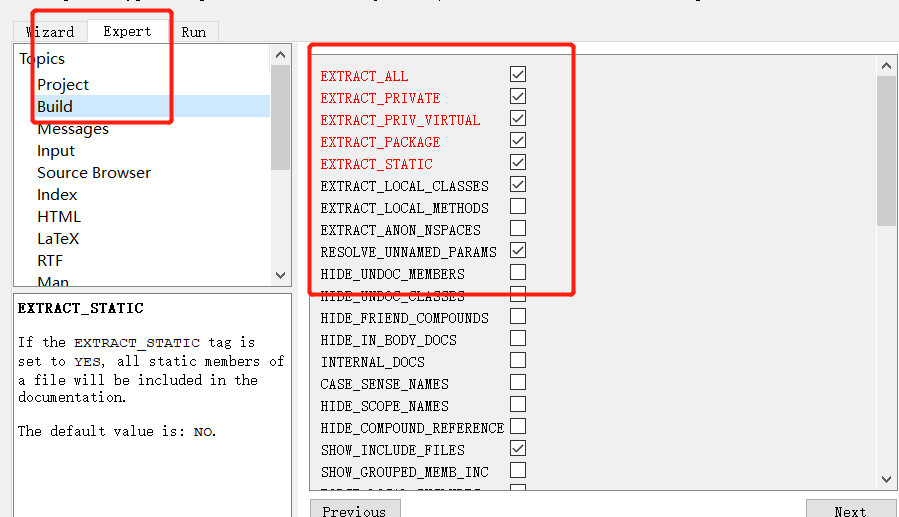 Wizard
Expert
Run
Topics
Project
Build
Messages
Input
Source Browser
Index
HTML
LaTeX
RTF
Man
EXTRACT_STATIC
If the EXTRACT_STATIC tag is
set to YES, all static members of
a file will be included in the
documentation.
The default value is: NO.
EXTRACT_ALL
EXTRACT_PRIVATE
EXTRACT_PRIV_VIRTUAL
EXTRACT_PACKAGE
EXTRACT_STATIC
EXTRACT_LOCAL_CLASSES
EXTRACT_LOCAL_METHODS
EXTRACT_ANON_NSPACES
RESOLVE_UNNAMED_PARAMS
HIDE_UNDOC_MEMBERS
HIDE_UNDOC_CLASSES
HIDE_FRIEND_COMPOUNDS
HIDE_IN_BODY_DOCS
INTERNAL_DOCS
CASE_SENSE_NAMES
HIDE_SCOPE_NAMES
HIDE_COMPOUND_REFERENCE
SHOW_INCLUDE_FILES
SHOW_GROUPED_MEMB_INC
Previous
Next